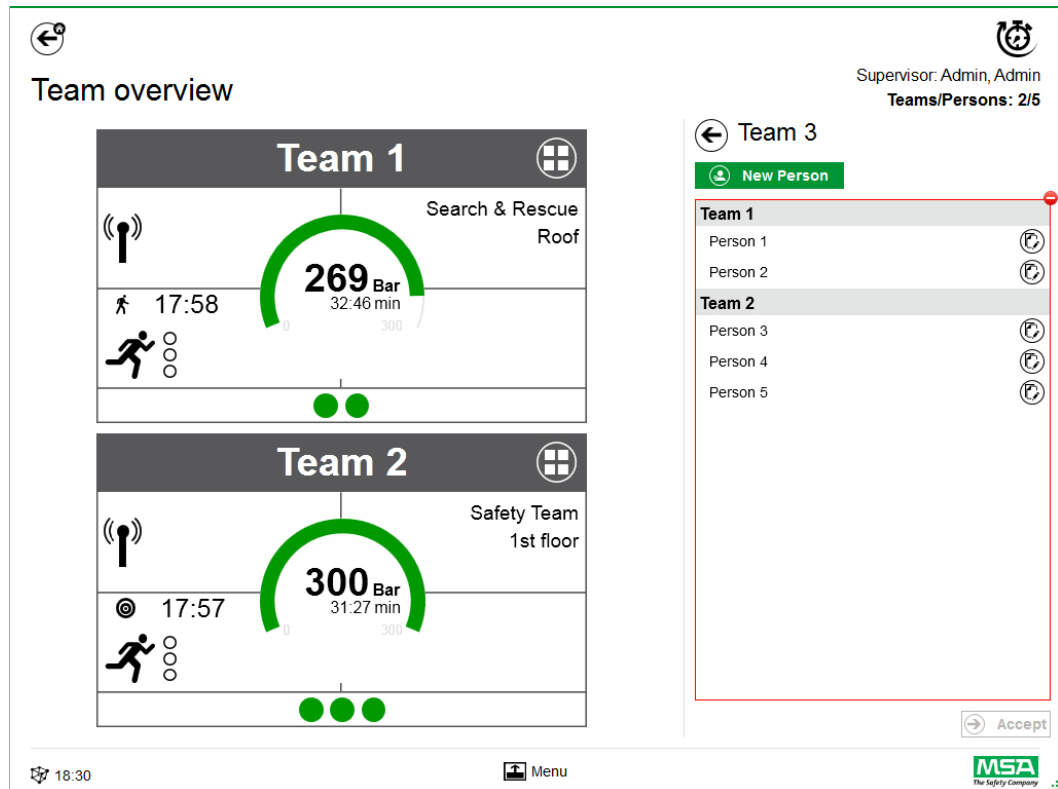 Supervisor: Admin, Admin
Team overview
Teams/Persons: 2/5
Team 1
Search & Rescue
Roof
269 Bar
32:46 min
17:58
0 300
Team 2
Safety Team
1st floor
300 Bar
31:27 min
17:57
0 300
Team 3
New Person
Team 1
Person 1
Person 2
Team 2
Person 3
Person 4
Person 5
Accept
18:30
Menu
MSA
The Safety Company